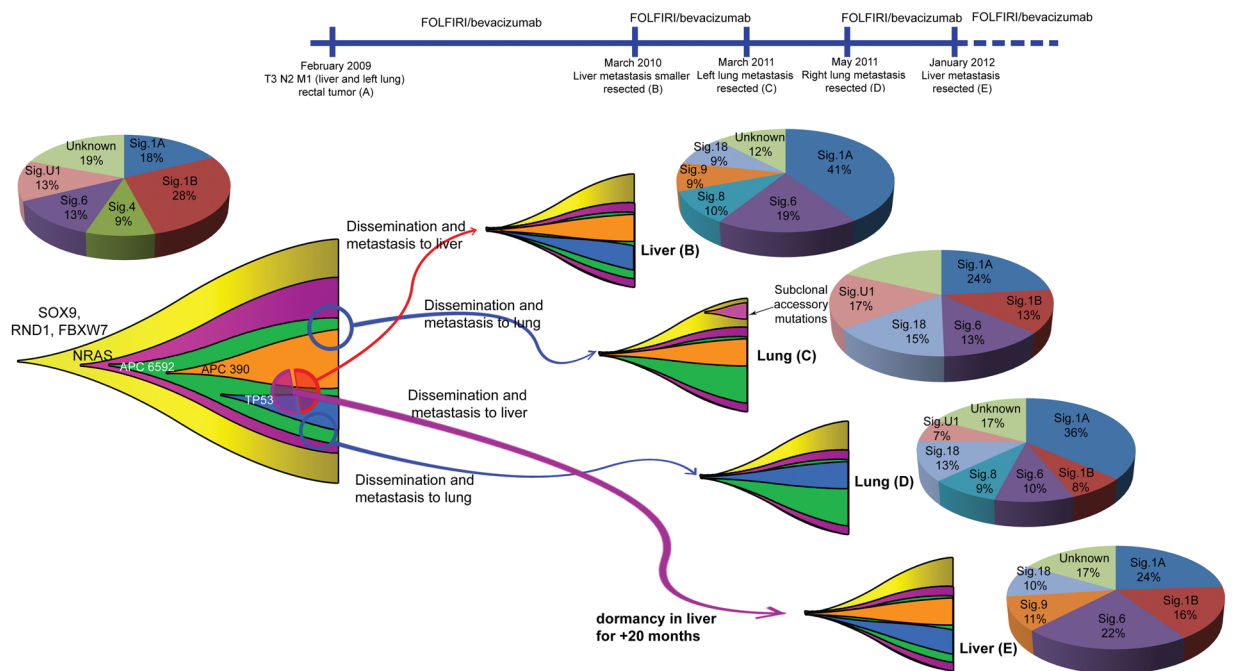 FOLFIRI/bevacizumab
FOLFIRI/bevacizumab
FOLFIRI/bevacizumab
FOLFIRI/bevacizumab
FOLFIRI/bevacizumab
February 2009
T3 N2 M1 (liver and left lung)
rectal tumor (A)
March 2010
Liver metastasis smaller
resected (B)
March 2011
Left lung metastasis
resected (C)
May 2011
Right lung metastasis
resected (D)
January 2012
Liver metastasis
resected (E)
Unknown
19%
Sig.1A
18%
Sig.U1
13%
Sig.1B
28%
Sig.6
13%
Sig.4
9%
SOX9,
RND1, FBXW7
NRAS
APC 6592
APC 390
TP53
Dissemination and
metastasis to liver
Dissemination and
metastasis to lung
Dissemination and
metastasis to liver
Dissemination and
metastasis to lung
dormancy in liver
for +20 months
Liver (B)
Unknown
12%
Sig.18
9%
Sig.1A
41%
Sig.9
9%
Sig.8
10%
Sig.6
19%
Subclonal
accessory
mutations
Lung (C)
Sig.1A
24%
Sig.U1
17%
Sig.1B
13%
Sig.18
15%
Sig.6
13%
Lung (D)
Unknown
17%
Sig.1A
36%
Sig.U1
7%
Sig.18
13%
Sig.8
9%
Sig.6
10%
Sig.1B
8%
Liver (E)
Unknown
17%
Sig.1A
24%
Sig.18
10%
Sig.9
11%
Sig.6
22%
Sig.1B
16%